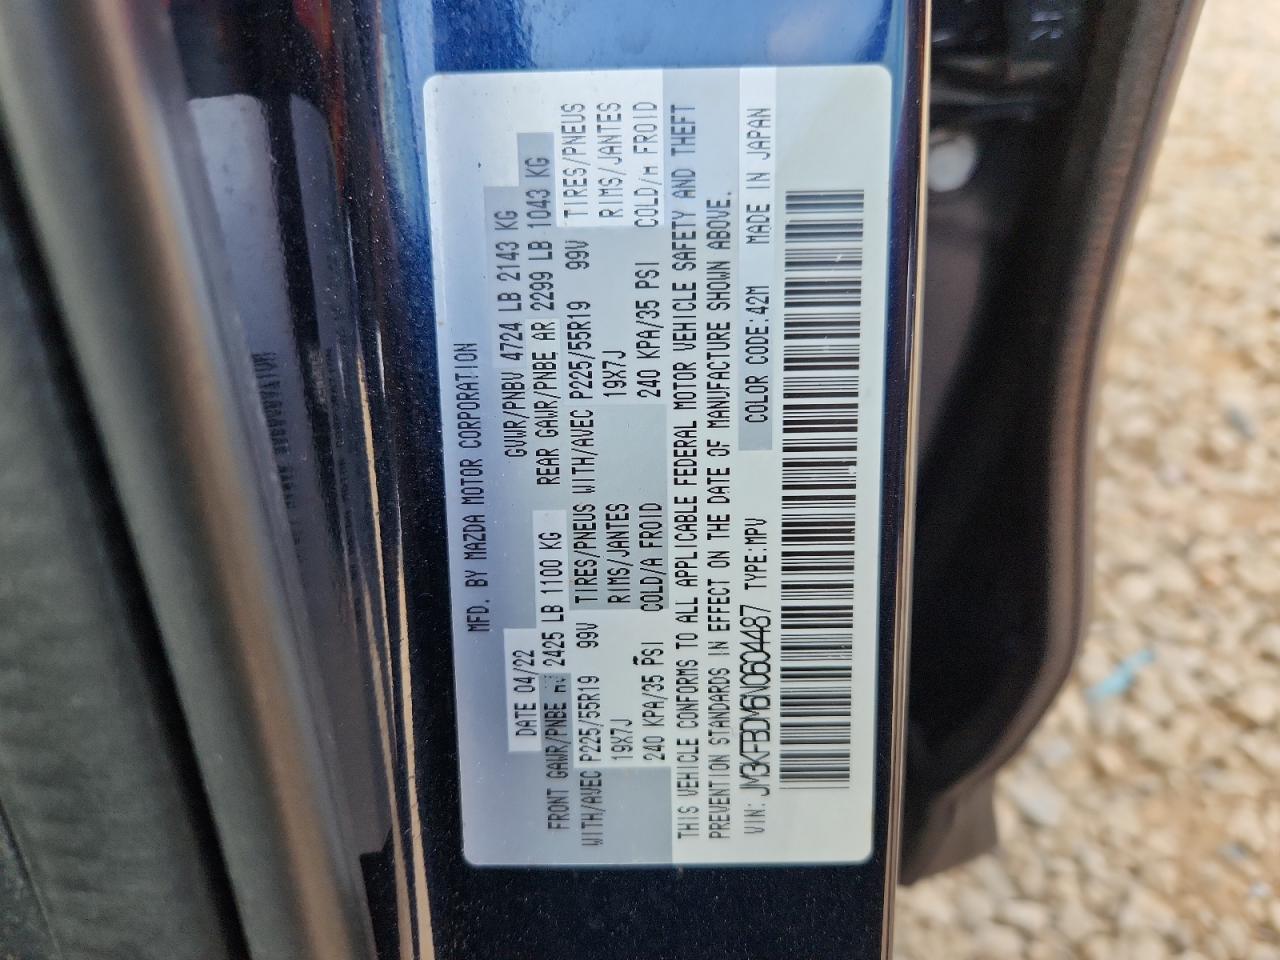 MFD. BY MAZDA MOTOR CORPORATION
DATE 04/22 GVWR/PNBV 4724 LB 2143 KG
FRONT GAWR/PNBE 2425 LB 1100 KG REAR GAWR/PNBE AR 2299 LB 1043 KG
WITH/AVEC P225/55R19 99V TIRES/PNEUS WITH/AVEC P225/55R19 99V TIRES/PNEUS
19X7J RIMS/JANTES 19X7J RIMS/JANTES
240 KPA/35 PSI COLD/A FROID 240 KPA/35 PSI COLD/A FROID
THIS VEHICLE CONFORMS TO ALL APPLICABLE FEDERAL MOTOR VEHICLE SAFETY AND THEFT
PREVENTION STANDARDS IN EFFECT ON THE DATE OF MANUFACTURE SHOWN ABOVE.
VIN: JM3KFBDM6N0604487 TYPE:MPV COLOR CODE:42M MADE IN JAPAN